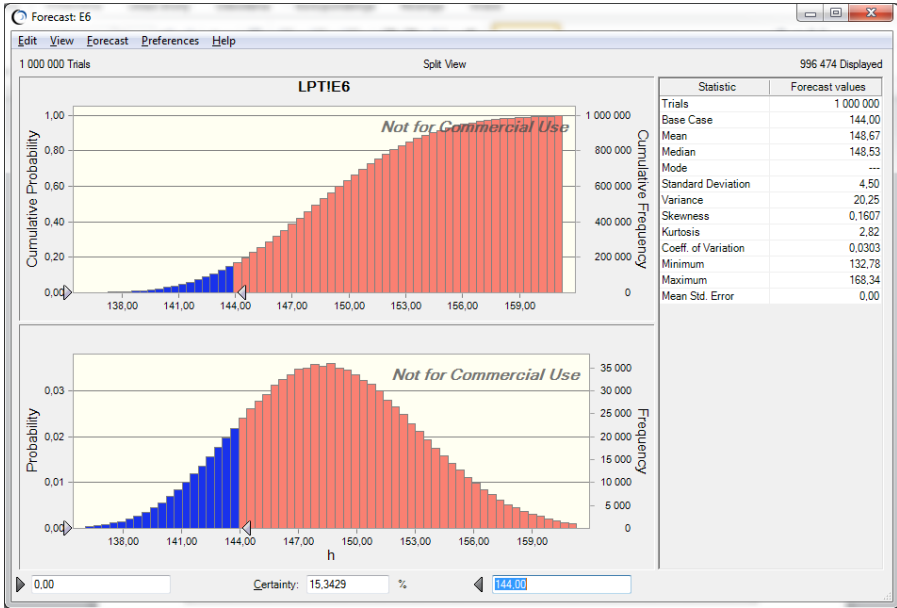 Forecast: E6
Edit View Forecast Preferences Help
1 000 000 Trials Split View 996 474 Displayed
LPT!E6
Not for Commercial Use
Cumulative Probability
1,00
0,80
0,60
0,40
0,20
0,00
1 000 000
800 000
600 000
400 000
200 000
0
Cumulative Frequency
138,00 141,00 144,00 147,00 150,00 153,00 156,00 159,00
Not for Commercial Use
Probability
0,03
0,02
0,01
0,00
35 000
30 000
25 000
20 000
15 000
10 000
5 000
0
Frequency
138,00 141,00 144,00 147,00 150,00 153,00 156,00 159,00
h
Statistic Forecast values
Trials 1 000 000
Base Case 144,00
Mean 148,67
Median 148,53
Mode ---
Standard Deviation 4,50
Variance 20,25
Skewness 0,1607
Kurtosis 2,82
Coeff. of Variation 0,0303
Minimum 132,78
Maximum 168,34
Mean Std. Error 0,00
0,00 Certainty: 15,3429 % 144,00